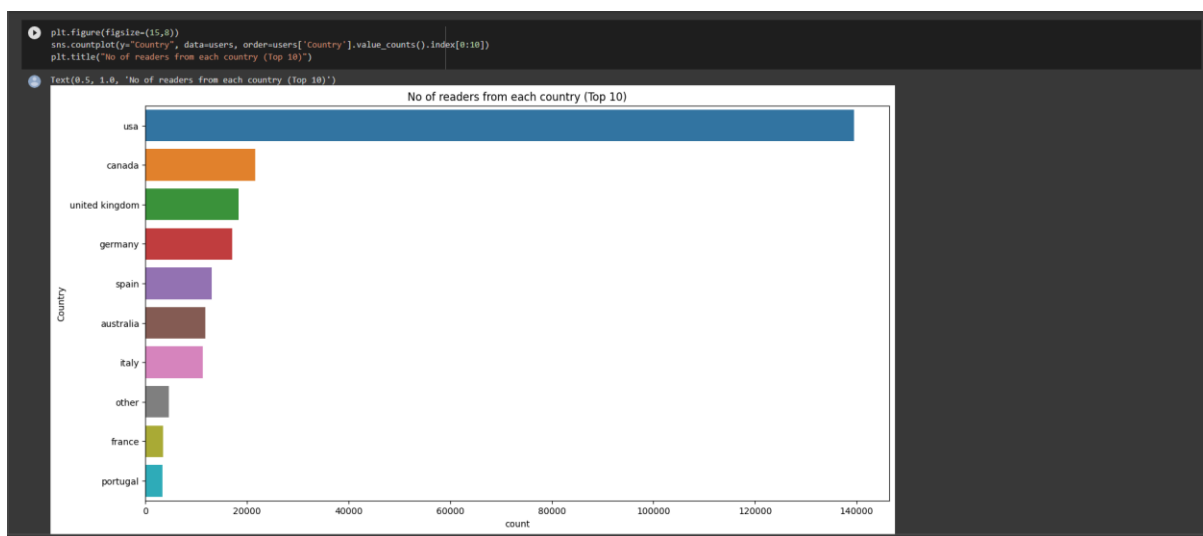 plt.figure(figsize=(15,8))
sns.countplot(y="Country", data=users, order=users['Country'].value_counts().index[0:10])
plt.title("No of readers from each country (Top 10)")
Text(0.5, 1.0, 'No of readers from each country (Top 10)')
No of readers from each country (Top 10)
usa
canada
united kingdom
germany
spain
australia
italy
other
france
portugal
Country
0 20000 40000 60000 80000 100000 120000 140000
count